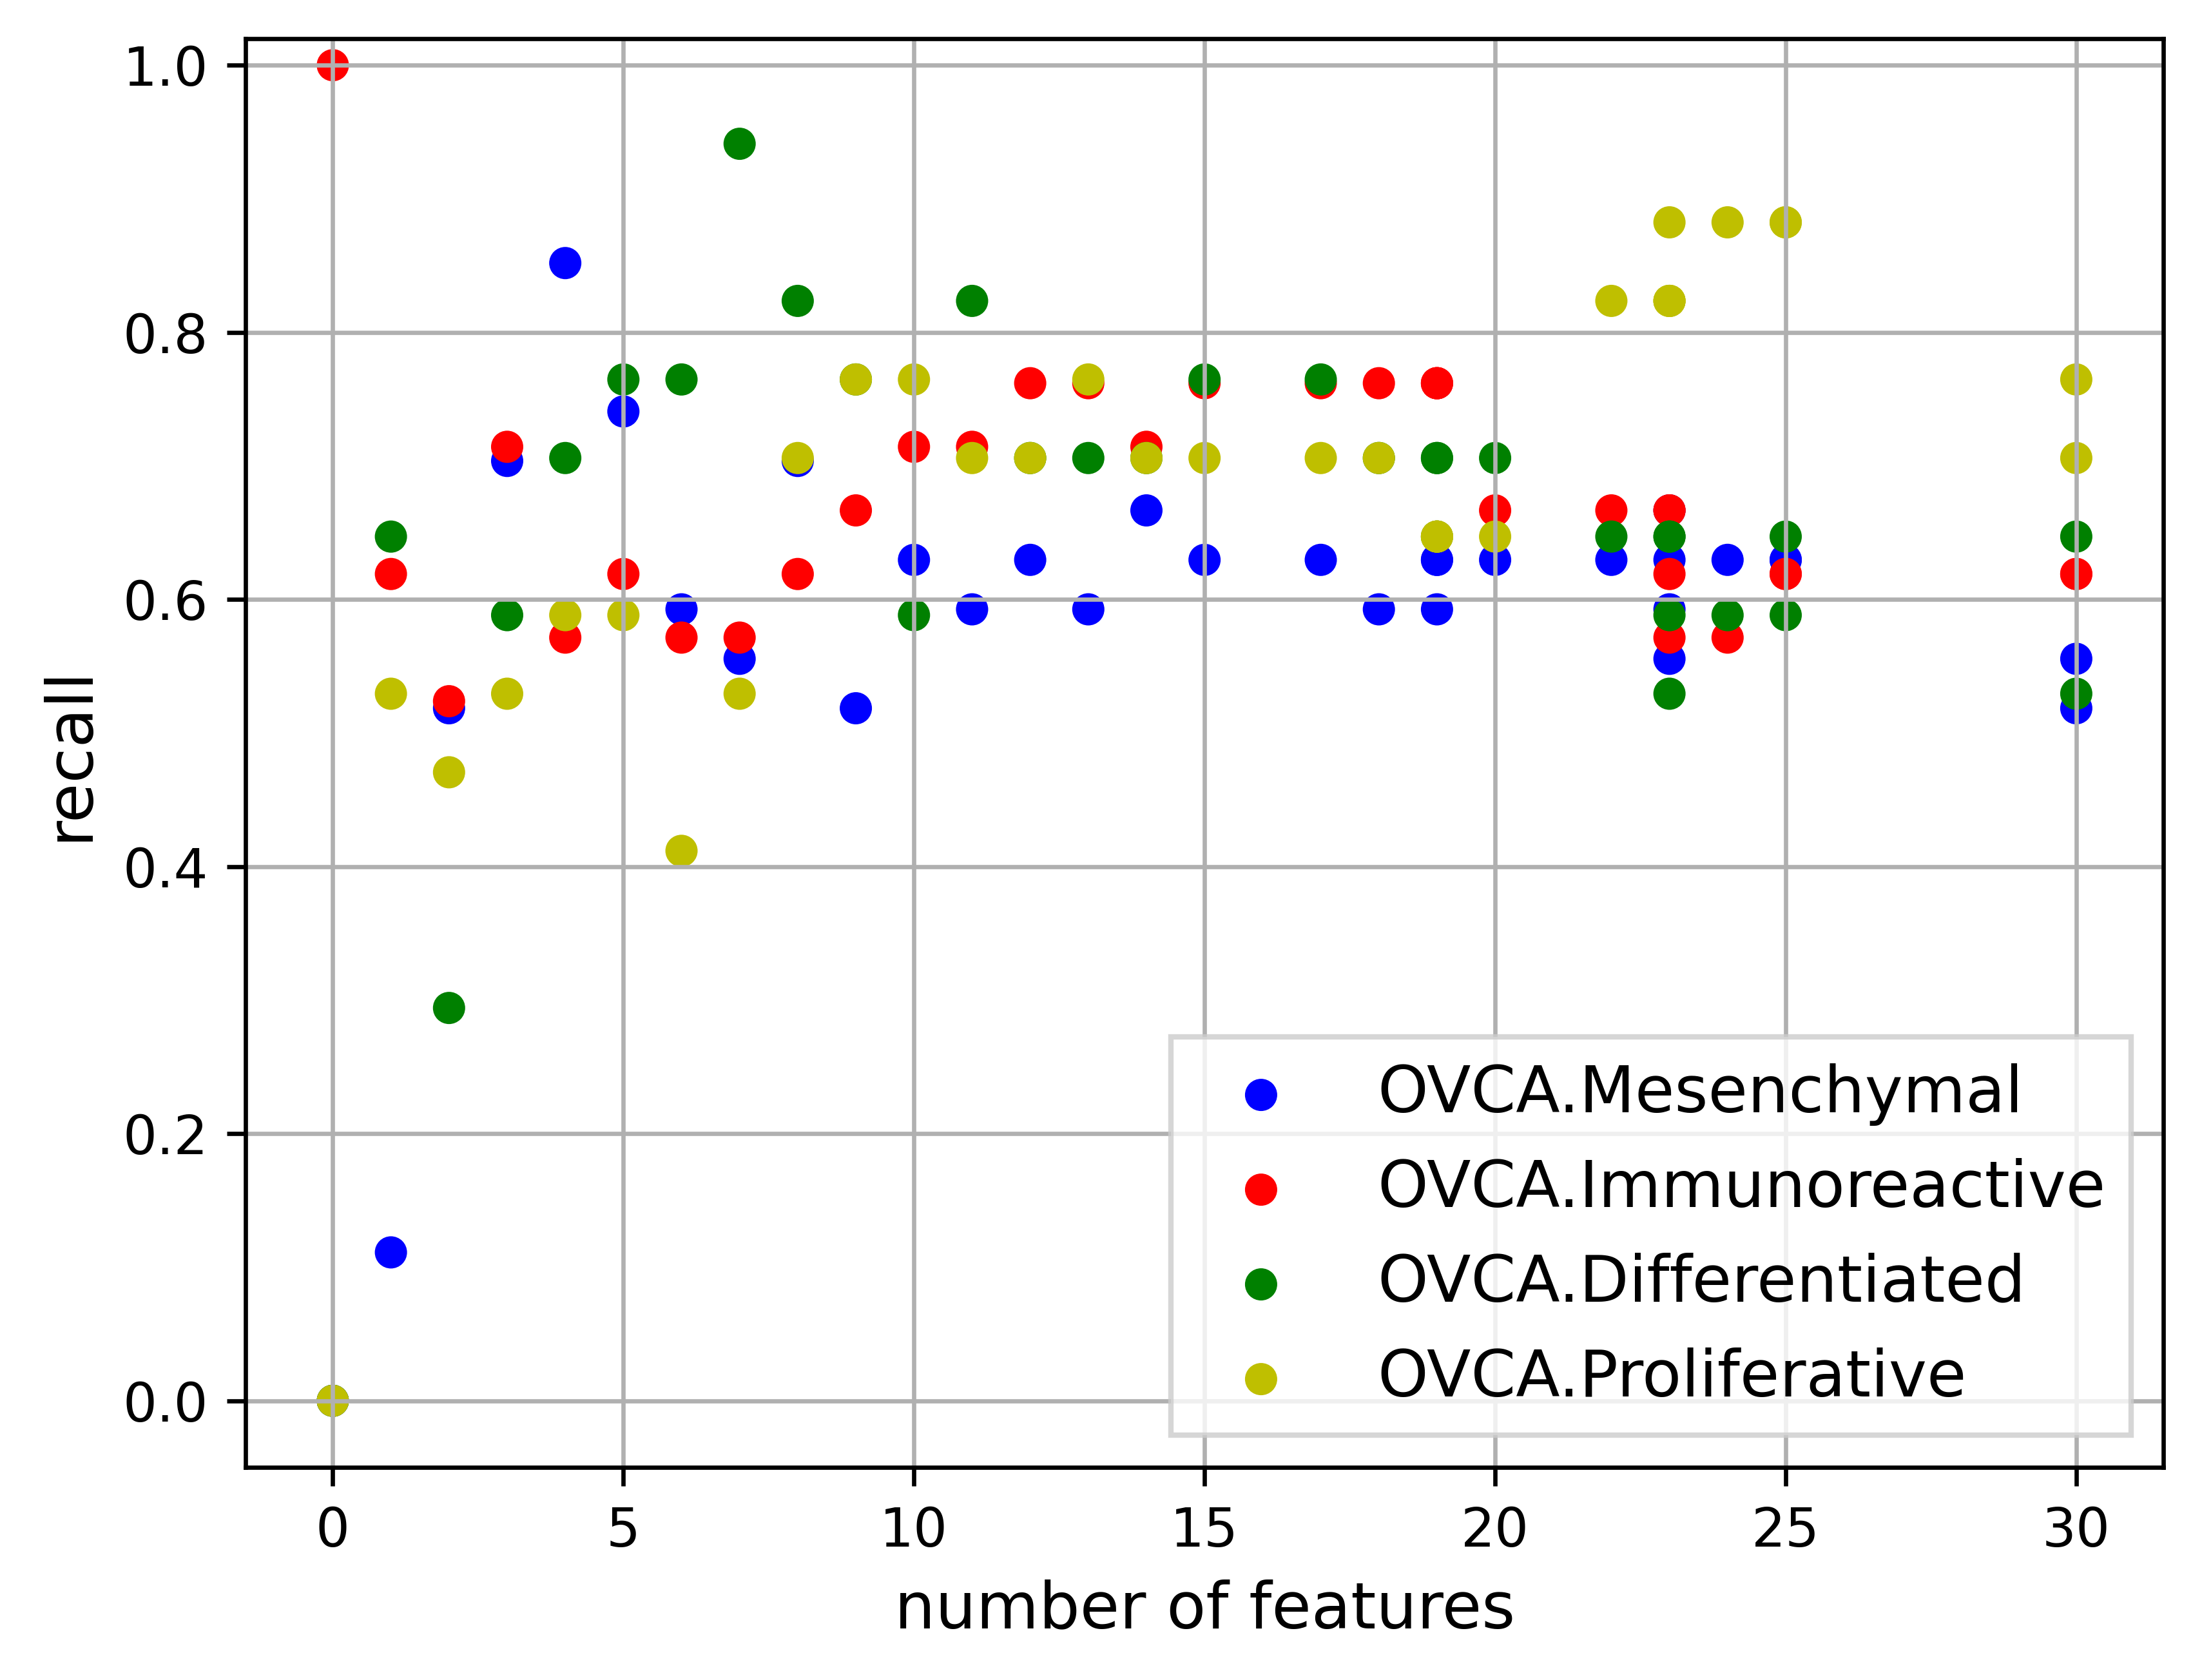 1.0
0.8
0.6
0.4
0.2
0.0
recall
OVCA.Mesenchymal
OVCA.Immunoreactive
OVCA.Differentiated
OVCA.Proliferative
0 5 10 15 20 25 30
number of features